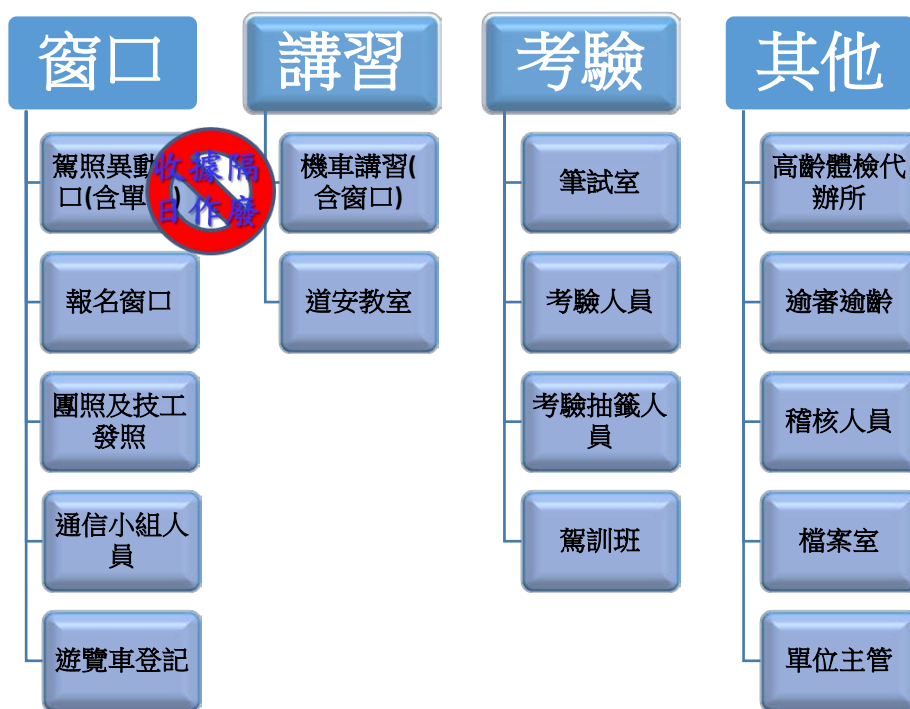 窗口
駕照異動
口(含單
收據隔
日作廢
報名窗口
團照及技工
發照
通信小組人
員
遊覽車登記
講習
機車講習(
含窗口)
道安教室
考驗
筆試室
考驗人員
考驗抽籤人
員
駕訓班
其他
高齡體檢代
辦所
逾審逾齡
稽核人員
檔案室
單位主管